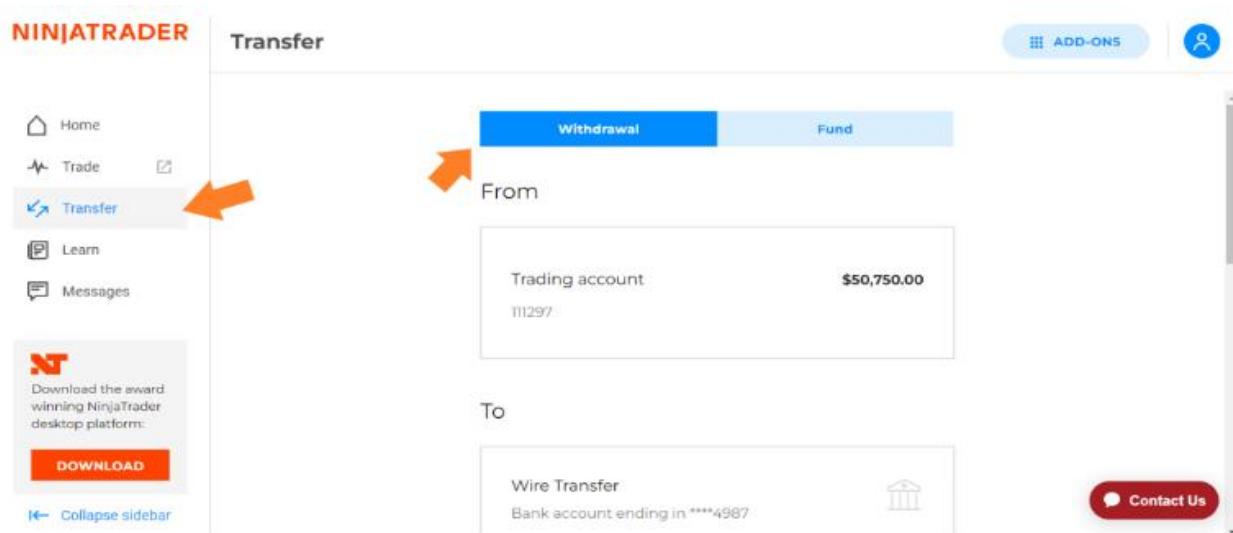 NINJATRADER
Transfer
ADD-ONS
Home
Trade
Transfer
Learn
Messages
NT
Download the award
winning NinjaTrader
desktop platform:
DOWNLOAD
Collapse sidebar
Withdrawal
Fund
From
Trading account
$50,750.00
111297
To
Wire Transfer
Bank account ending in ****4987
Contact Us